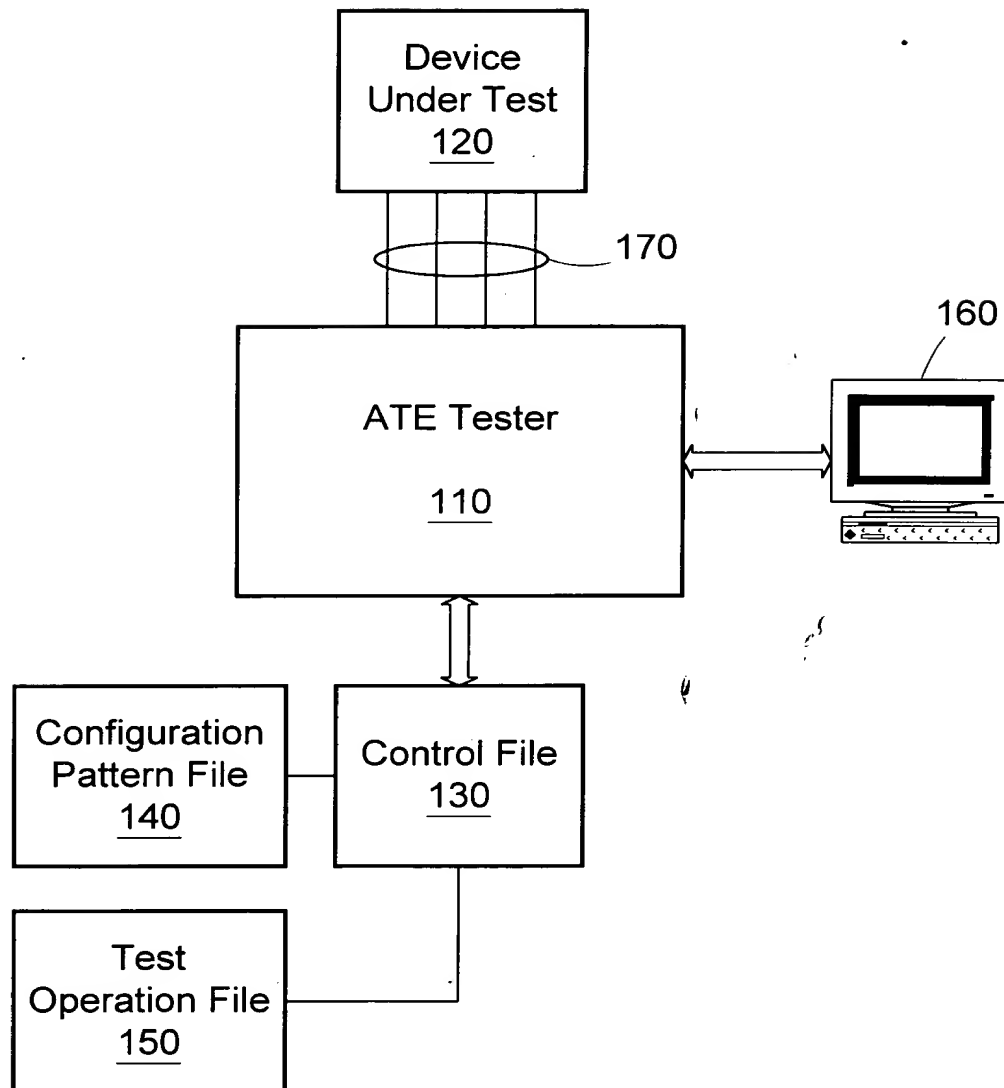 Device
Under Test
120
170
160
ATE Tester
110
Configuration
Pattern File
140
Control File
130
Test
Operation File
150